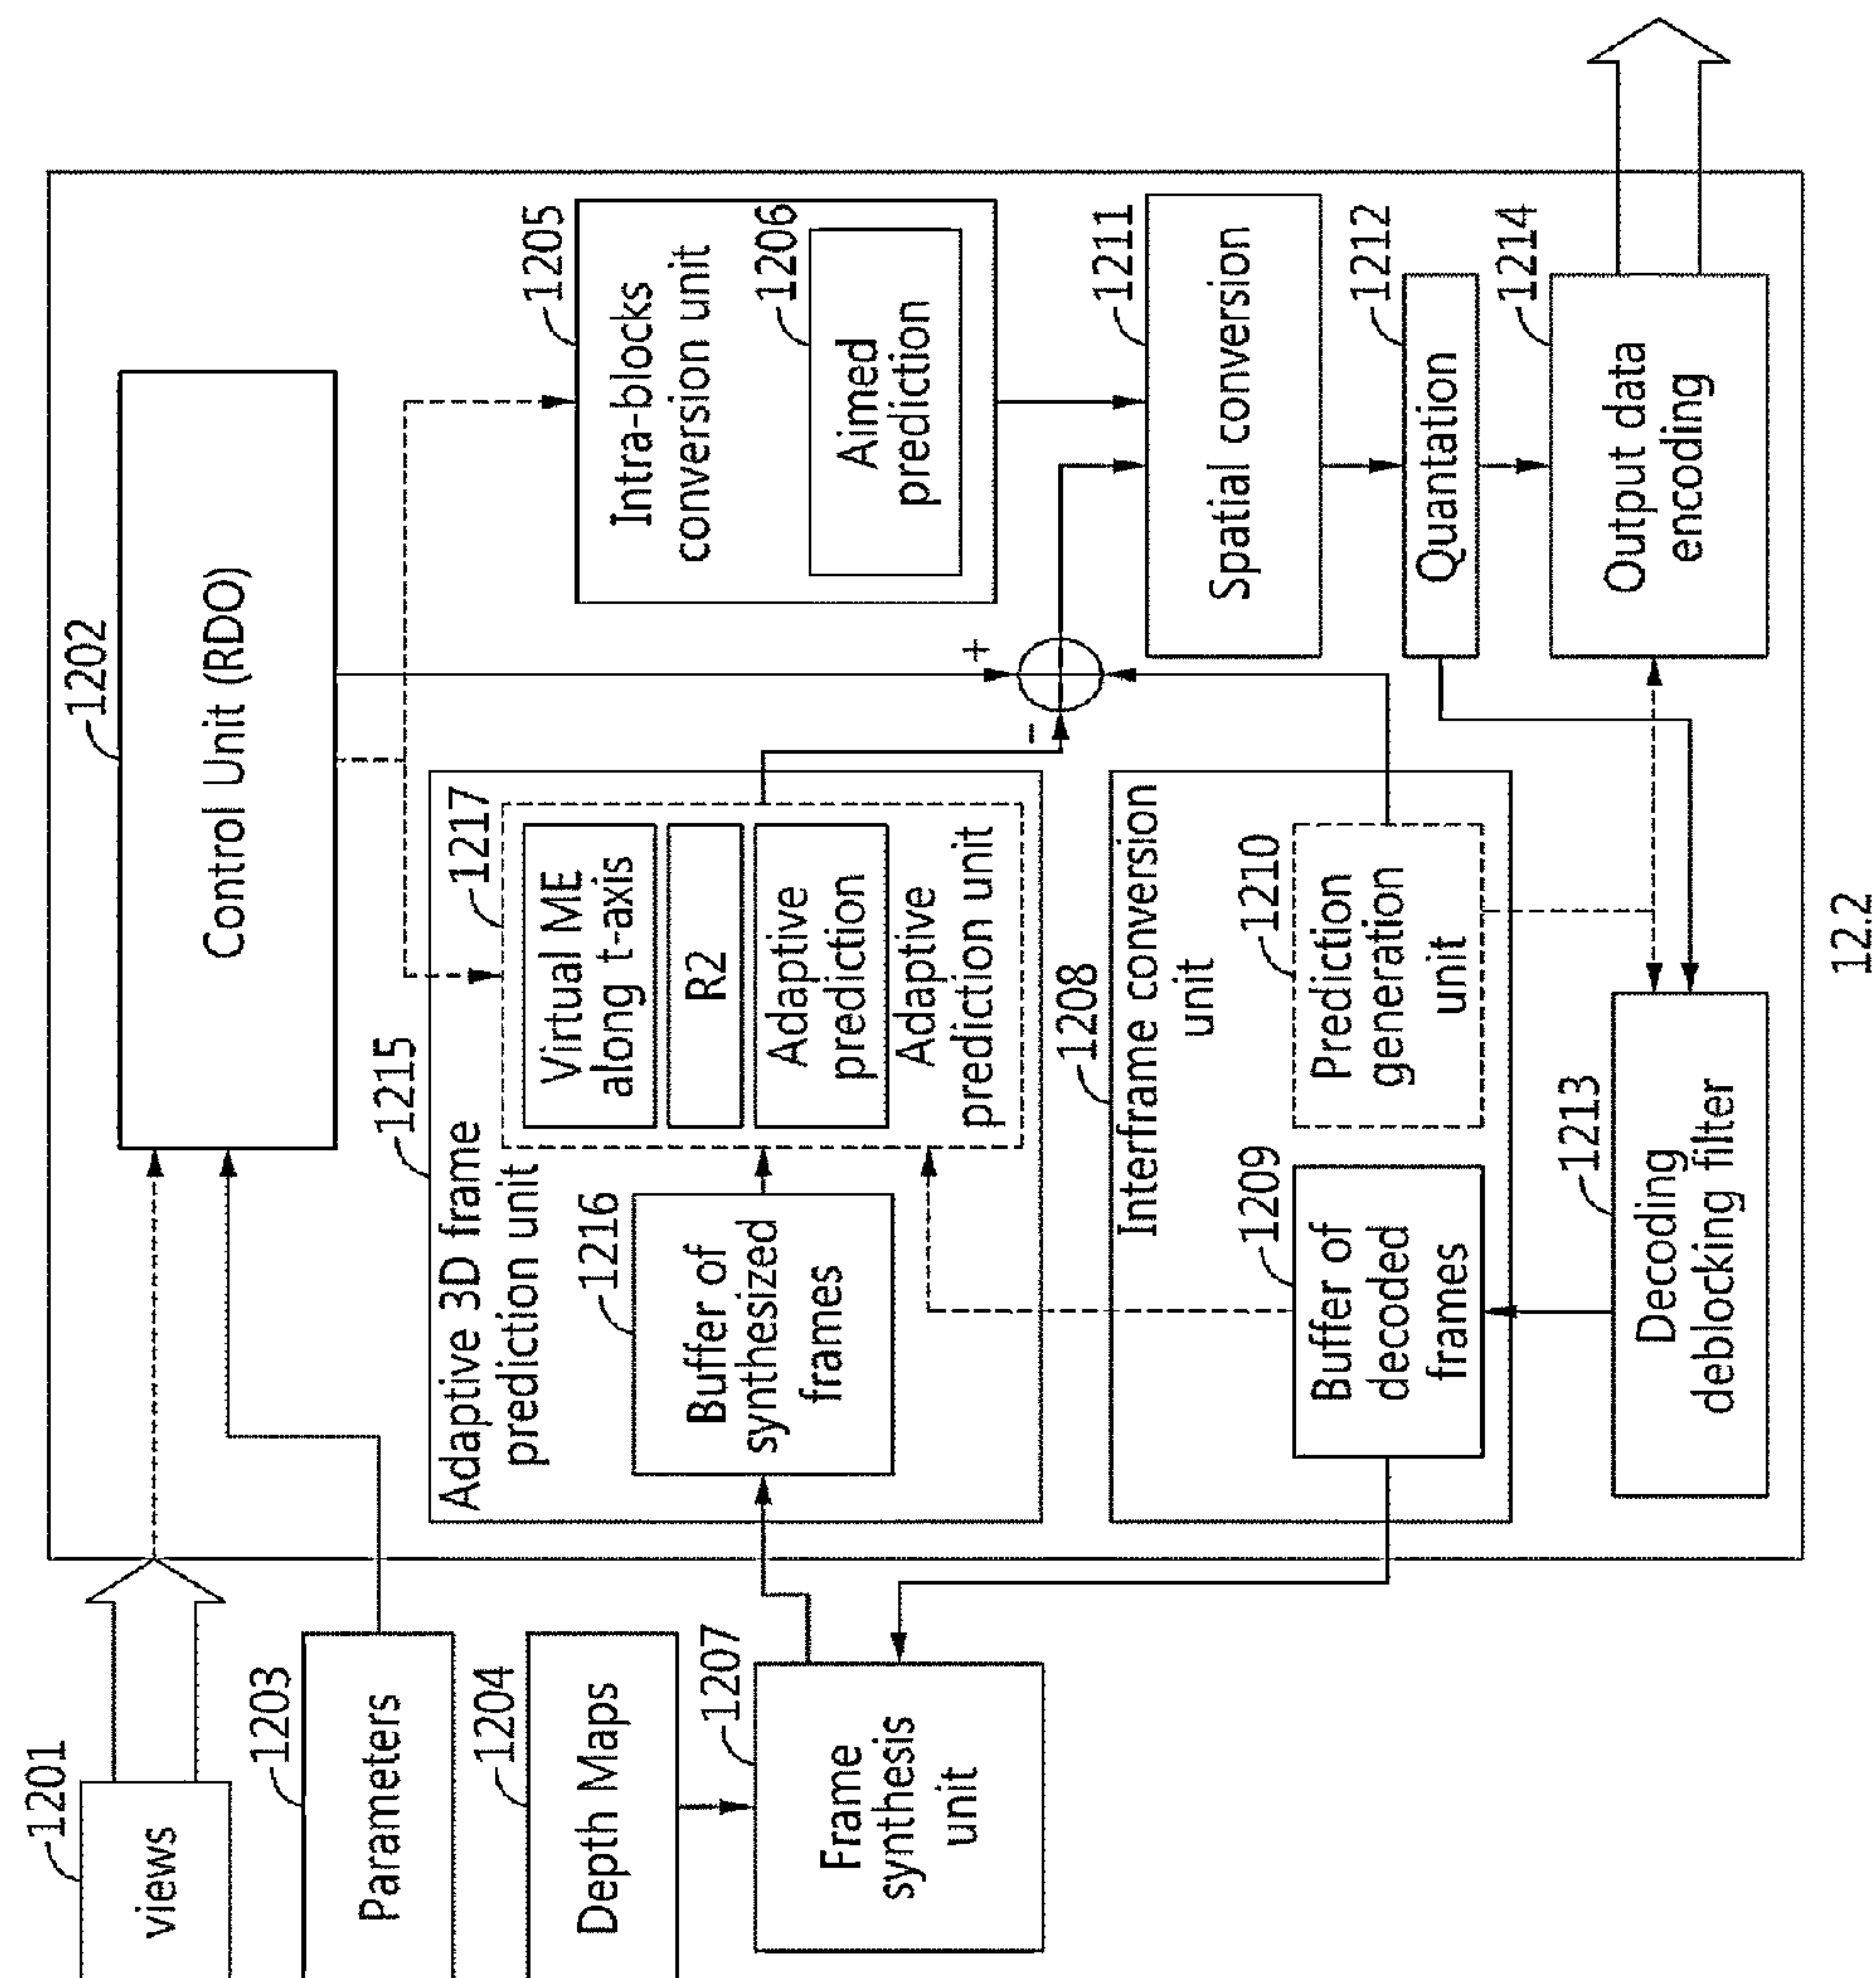 1201
views
1203
Parameters
1204
Depth Maps
1207
Frame
synthesis
unit
1202
Control Unit (RDO)
1215
Adaptive 3D frame
prediction unit
1216
Buffer of
synthesized
frames
1217
Virtual ME
along t-axis
R2
Adaptive
prediction
Adaptive
prediction unit
1208
Interframe conversion
unit
1209
Buffer of
decoded
frames
1210
Prediction
generation
unit
1213
Decoding
deblocking filter
+
-
1205
Intra-blocks
conversion unit
1206
Aimed
prediction
1211
Spatial conversion
1212
Quantation
1214
Output data
encoding
12.2